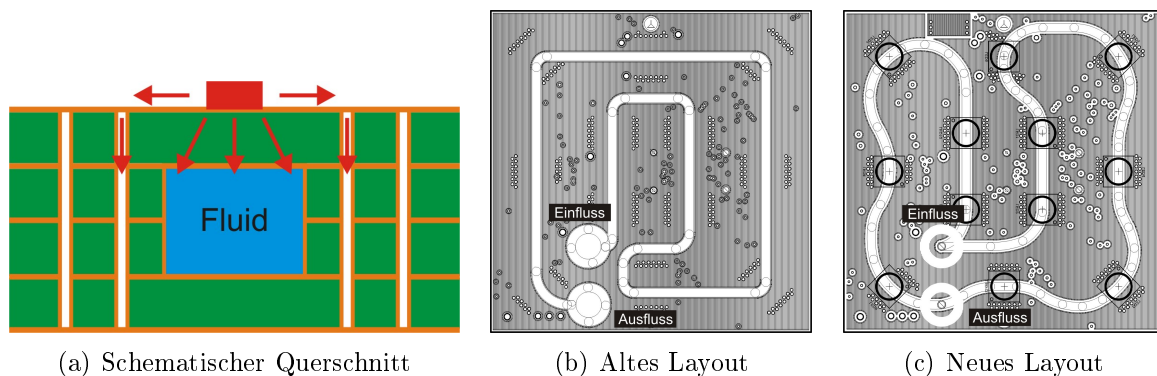 Fluid
Einfluss
Ausfluss
Einfluss
Ausfluss
(a) Schematischer Querschnitt
(b) Altes Layout
(c) Neues Layout